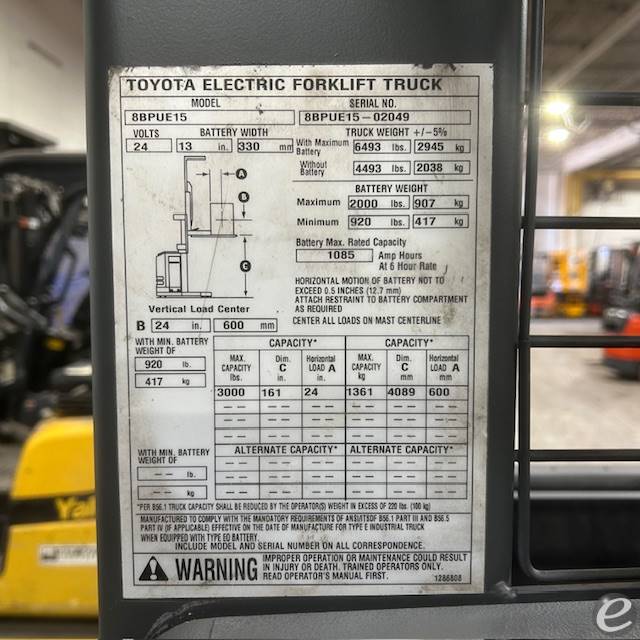 TOYOTA ELECTRIC FORKLIFT TRUCK
MODEL SERIAL NO.
8BPUE15 8BPUE15-02049
VOLTS BATTERY WIDTH TRUCK WEIGHT +/-5%
24 13 in. 330 mm With Maximum Battery 6493 lbs. 2945 kg
Without Battery 4493 lbs. 2038 kg
A
B
C
BATTERY WEIGHT
Maximum 2000 lbs. 907 kg
Minimum 920 lbs. 417 kg
Battery Max. Rated Capacity
1085 Amp Hours
At 6 Hour Rate
HORIZONTAL MOTION OF BATTERY NOT TO
EXCEED 0.5 INCHES (12.7 mm)
ATTACH RESTRAINT TO BATTERY COMPARTMENT
AS REQUIRED
Vertical Load Center
B 24 in. 600 mm CENTER ALL LOADS ON MAST CENTERLINE
WITH MIN. BATTERY
WEIGHT OF
920 lb.
417 kg
CAPACITY* CAPACITY*
MAX. CAPACITY lbs. Dim. C in. Horizontal LOAD A in. MAX. CAPACITY kg Dim. C mm Horizontal LOAD A mm
3000 161 24 1361 4089 600
-- -- -- -- -- --
-- -- -- -- -- --
-- -- -- -- -- --
WITH MIN. BATTERY
WEIGHT OF
-- lb.
-- kg
ALTERNATE CAPACITY* ALTERNATE CAPACITY*
-- -- -- -- -- --
-- -- -- -- -- --
-- -- -- -- -- --
*PER B56.1 TRUCK CAPACITY SHALL BE REDUCED BY THE OPERATOR(S) WEIGHT IN EXCESS OF 220 lbs. (100 kg)
MANUFACTURED TO COMPLY WITH THE MANDATORY REQUIREMENTS OF ANSI/ITSDF B56.1 PART III AND B56.5
PART IV (IF APPLICABLE) EFFECTIVE ON THE DATE OF MANUFACTURE FOR TYPE E INDUSTRIAL TRUCK
WHEN EQUIPPED WITH TYPE EO BATTERY.
INCLUDE MODEL AND SERIAL NUMBER ON ALL CORRESPONDENCE.
WARNING
IMPROPER OPERATION OR MAINTENANCE COULD RESULT
IN INJURY OR DEATH. TRAINED OPERATORS ONLY.
READ OPERATOR'S MANUAL FIRST.
1286808
Yale
e